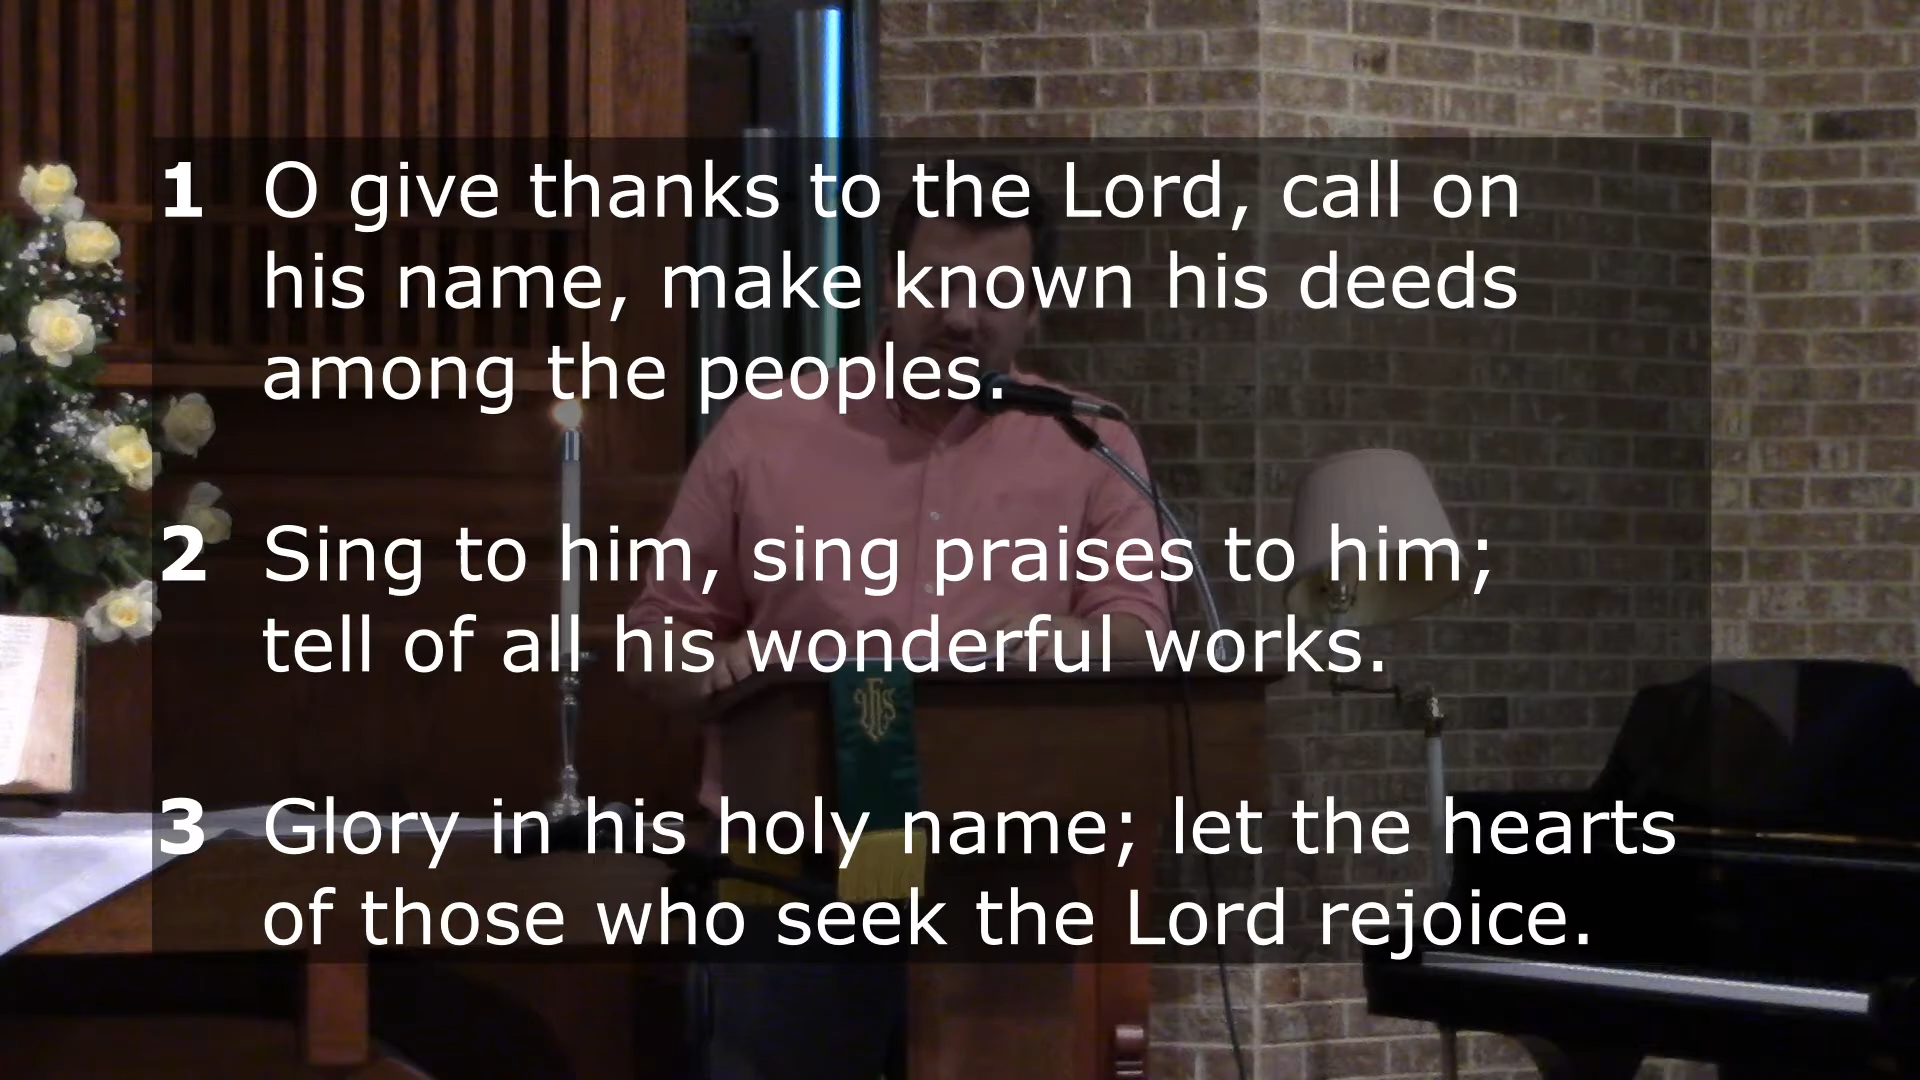 1 O give thanks to the Lord, call on
his name, make known his deeds
among the peoples.
2 Sing to him, sing praises to him;
tell of all his wonderful works.
3 Glory in his holy name; let the hearts
of those who seek the Lord rejoice.
IHS